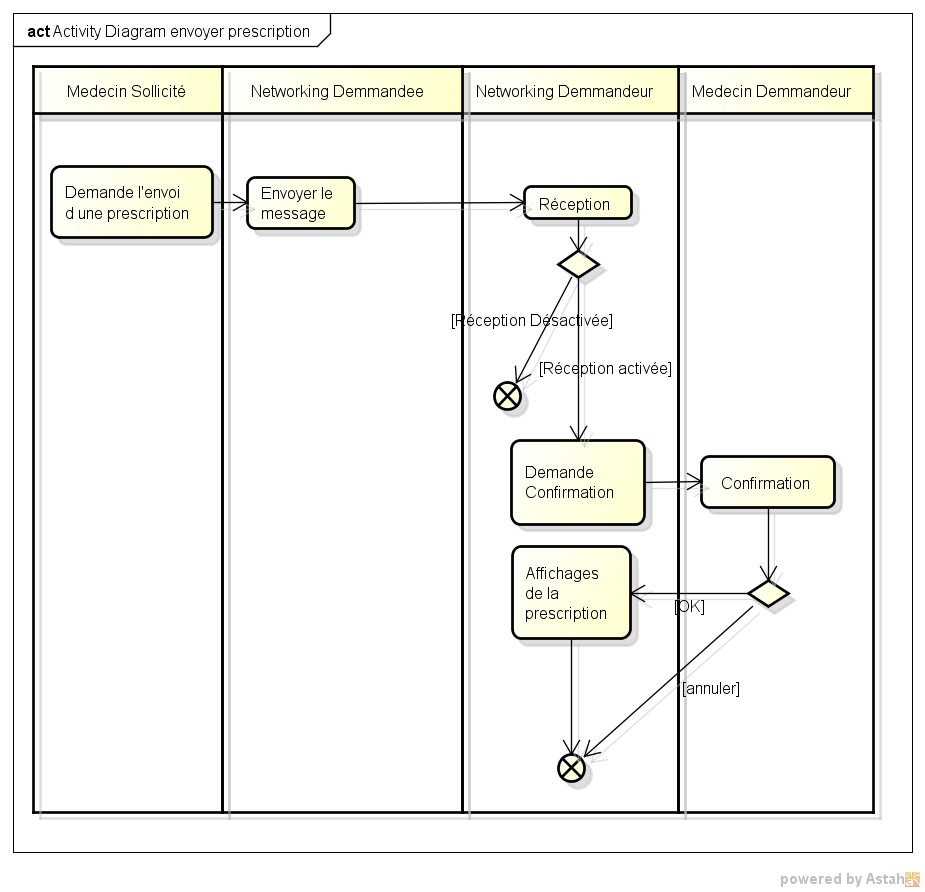 act Activity Diagram envoyer prescription
Medecin Sollicité
Networking Demmandee
Networking Demmandeur
Medecin Demmandeur
Demande l'envoi
d une prescription
Envoyer le
message
Réception
[Réception Désactivée]
[Réception activée]
Demande
Confirmation
Confirmation
Affichages
de la
prescription
[OK]
[annuler]
powered by Astah